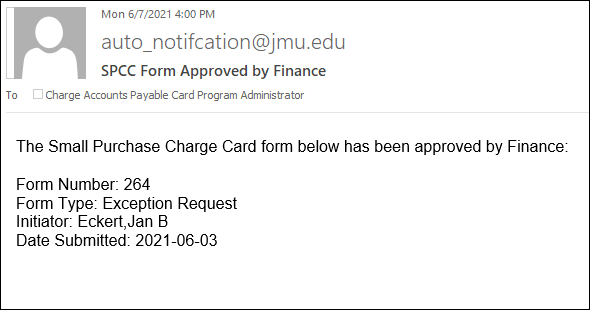 Mon 6/7/2021 4:00 PM
auto_notifcation@jmu.edu
SPCC Form Approved by Finance
To Charge Accounts Payable Card Program Administrator
The Small Purchase Charge Card form below has been approved by Finance:
Form Number: 264
Form Type: Exception Request
Initiator: Eckert,Jan B
Date Submitted: 2021-06-03